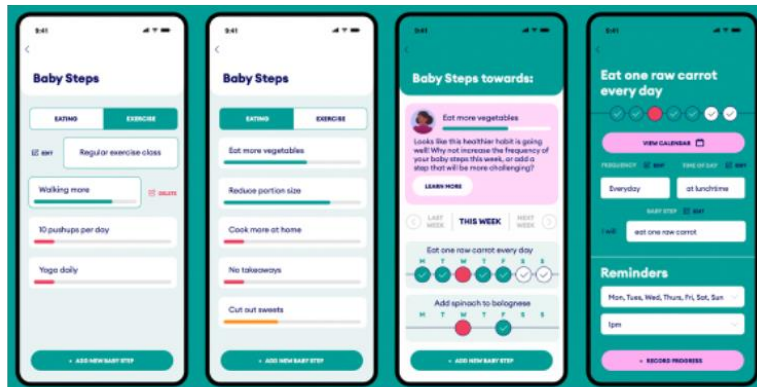 9:41
Baby Steps
EATING
EXERCISE
EDIT
Regular exercise class
Walking more
DELETE
10 pushups per day
Yoga daily
+ ADD NEW BABY STEP
9:41
Baby Steps
EATING
EXERCISE
Eat more vegetables
Reduce portion size
Cook more at home
No takeaways
Cut out sweets
+ ADD NEW BABY STEP
9:41
Baby Steps towards:
Eat more vegetables
Looks like this healthier habit is going
well! Why not increase the frequency of
your baby steps this week, or add a
step that will be more challenging?
LEARN MORE
LAST WEEK
THIS WEEK
NEXT WEEK
Eat one raw carrot every day
M T W T F S S
Add spinach to bolognese
M T W T F S S
+ ADD NEW BABY STEP
9:41
Eat one raw carrot
every day
VIEW CALENDAR
FREQUENCY EDIT
TIME OF DAY EDIT
Everyday
at lunchtime
BABY STEP EDIT
I will
eat one raw carrot
Reminders
Mon, Tues, Wed, Thurs, Fri, Sat, Sun
1pm
+ RECORD PROGRESS